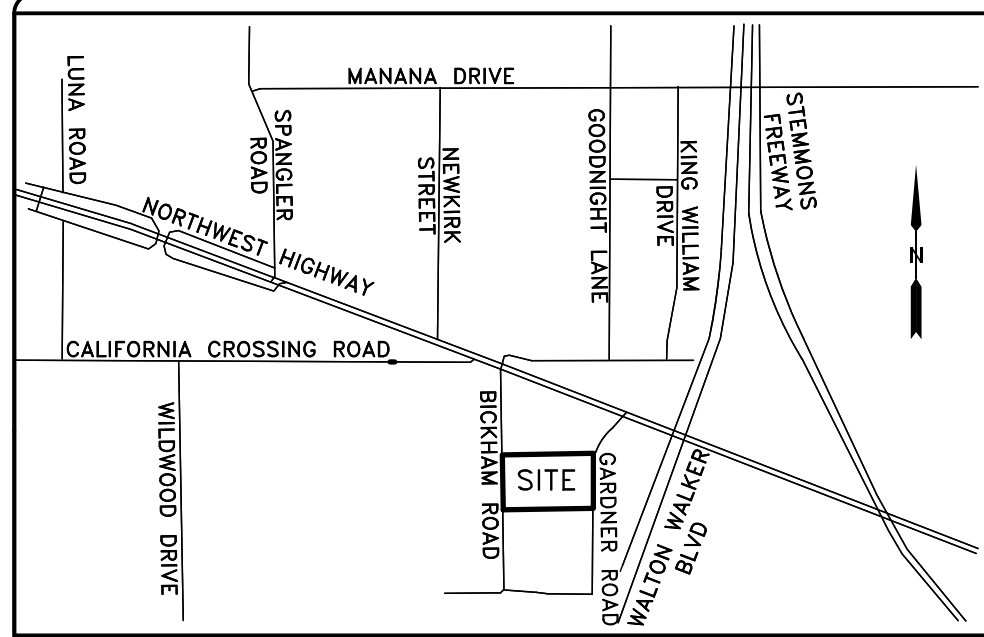 MANANA DRIVE
LUNA ROAD
SPANGLER
ROAD
NEWKIRK
STREET
GOODNIGHT LANE
KING WILLIAM
DRIVE
STEMMONS
FREEWAY
NORTHWEST HIGHWAY
N
CALIFORNIA CROSSING ROAD
WILDWOOD DRIVE
BICKHAM ROAD
SITE
GARDNER ROAD
WALTON WALKER
BLVD